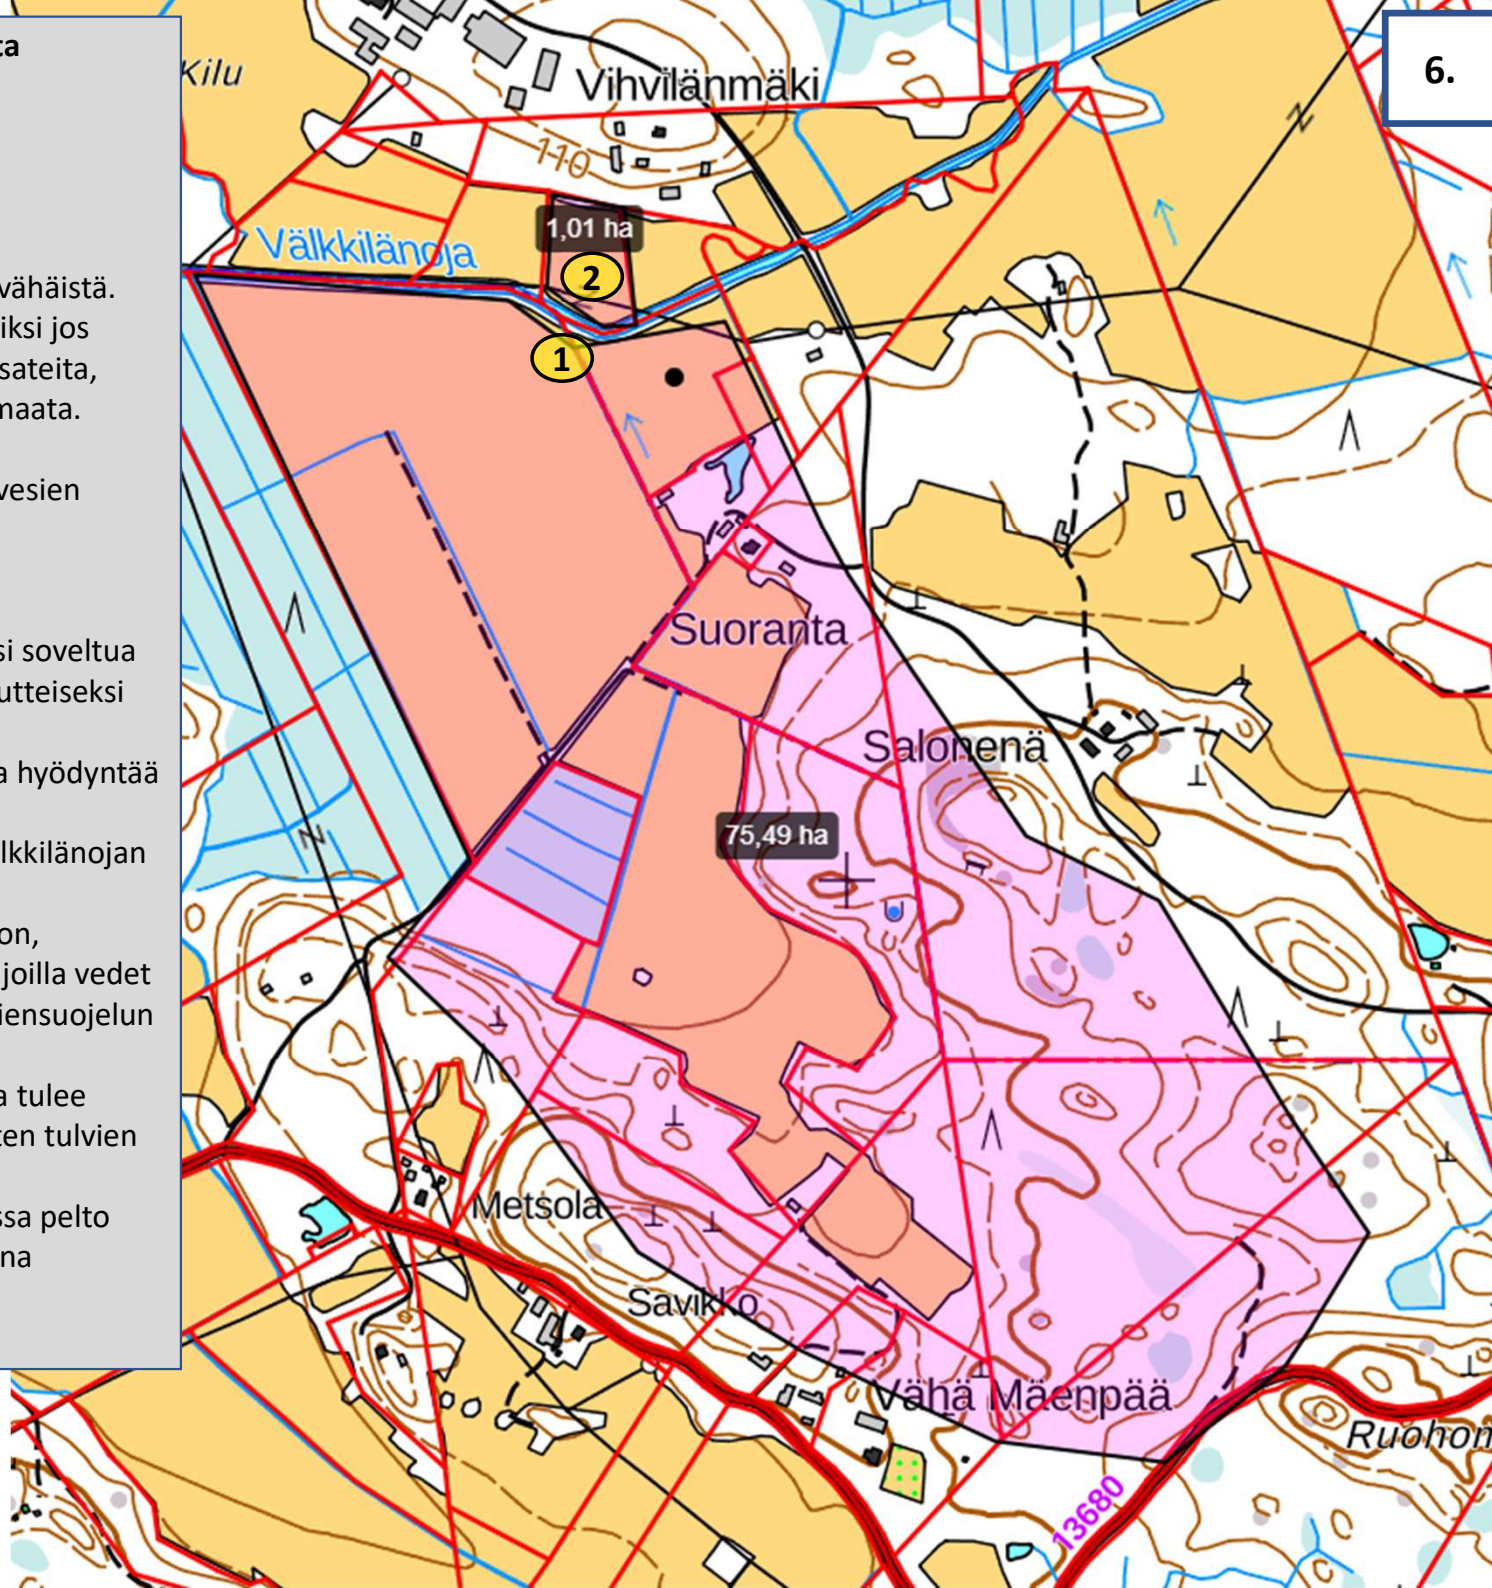 vähäistä.
iksi jos
sateita,
maata.
vesien
si soveltua
utteiseksi
a hyödyntää
lkkilänojan
on,
joilla vedet
iensuojelun
a tulee
ten tulvien
ssa pelto
na
6.
Kilu
Vihvilänmäki
110
1,01 ha
Välkkilänoja
2
1
Suoranta
Salonenä
75,49 ha
Metsola
Savikko
Vähä Mäenpää
Ruohon
13680